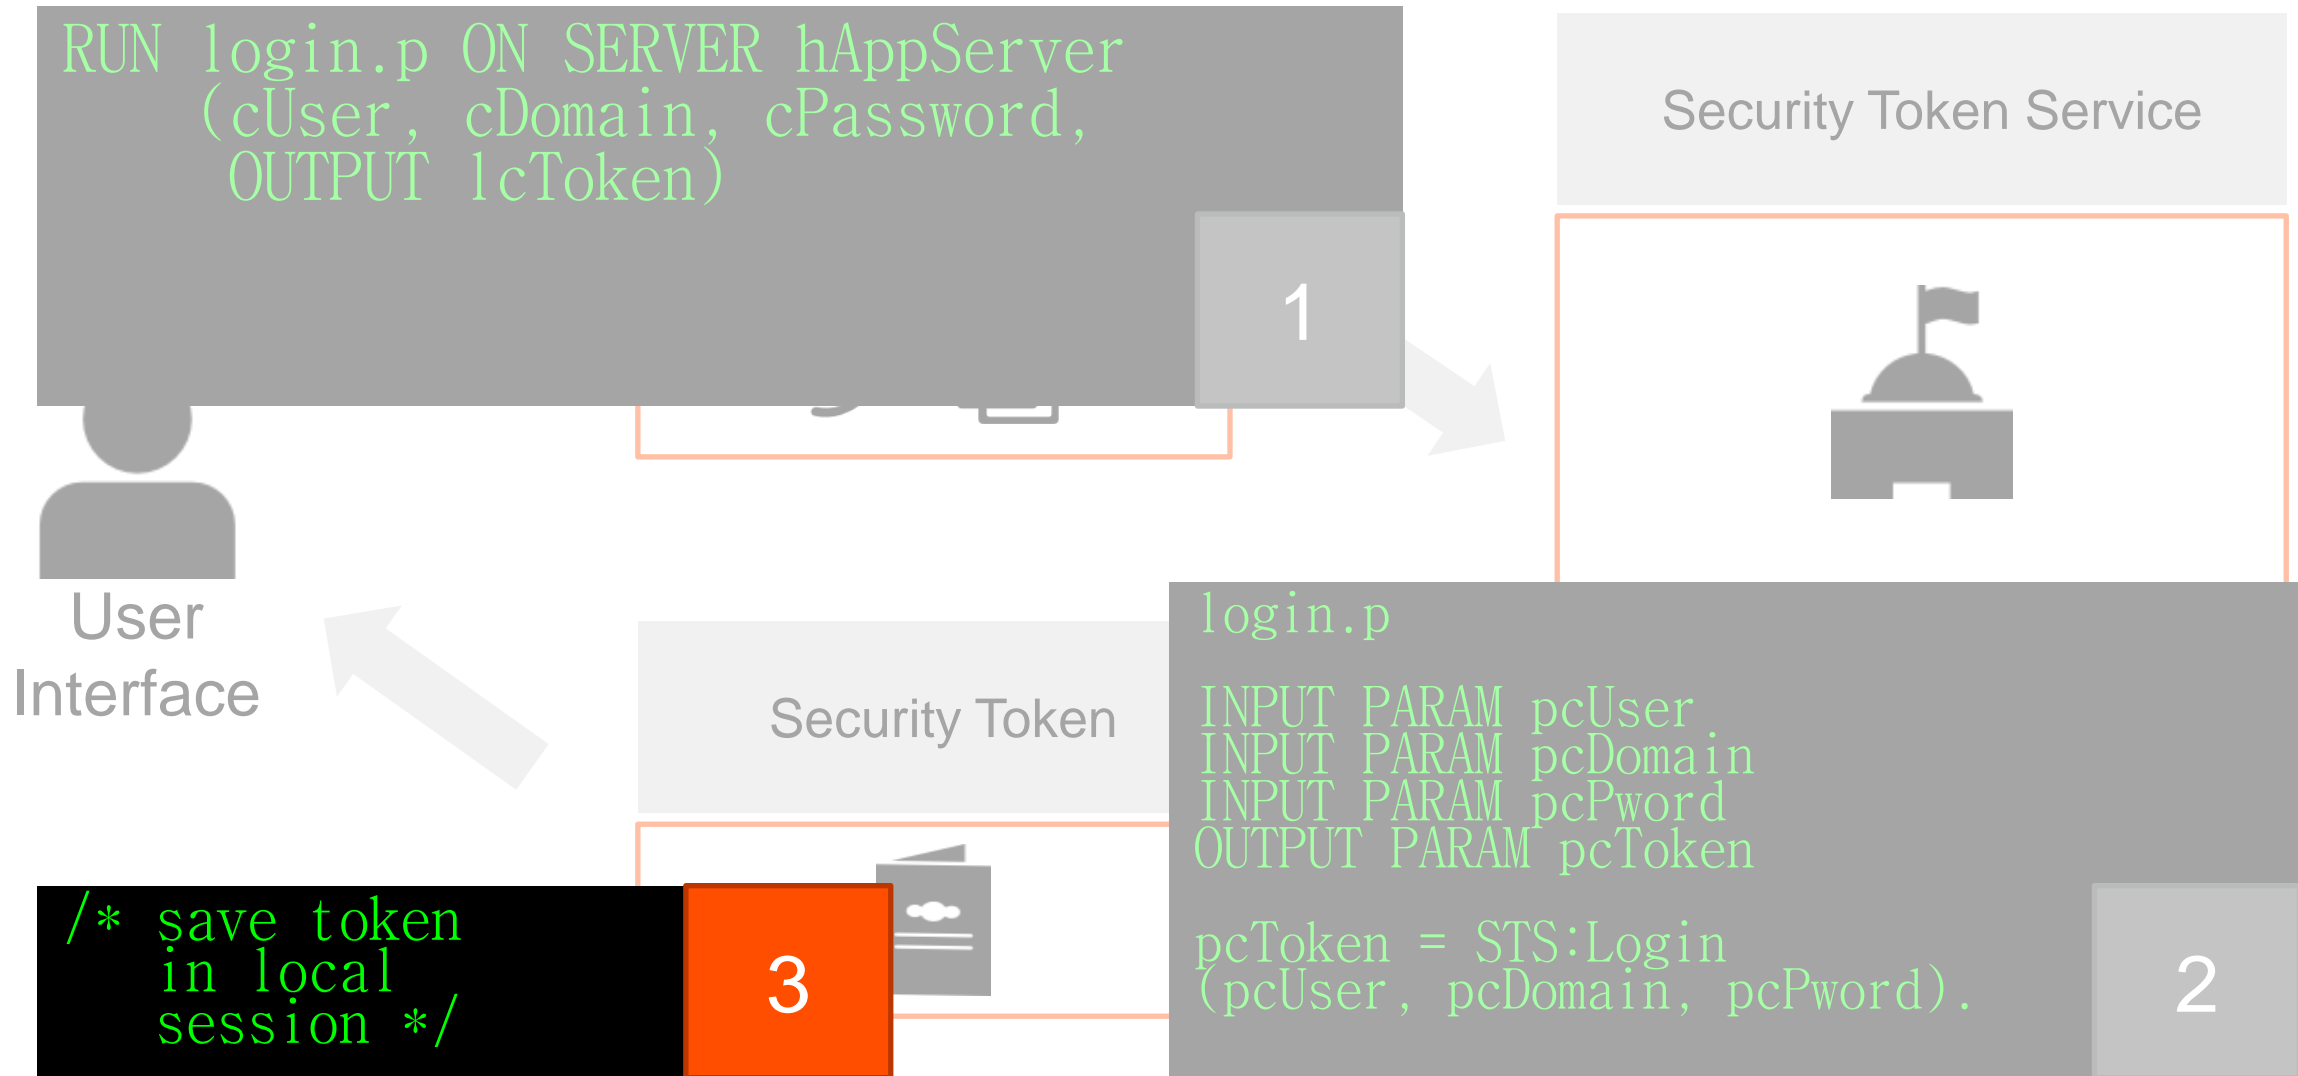 RUN login.p ON SERVER hAppServer
(cUser, cDomain, cPassword,
OUTPUT lcToken)
1
Security Token Service
User
Interface
Security Token
login.p
INPUT PARAM pcUser
INPUT PARAM pcDomain
INPUT PARAM pcPword
OUTPUT PARAM pcToken
pcToken = STS:Login
(pcUser, pcDomain, pcPword).
2
/* save token
in local
session */
3